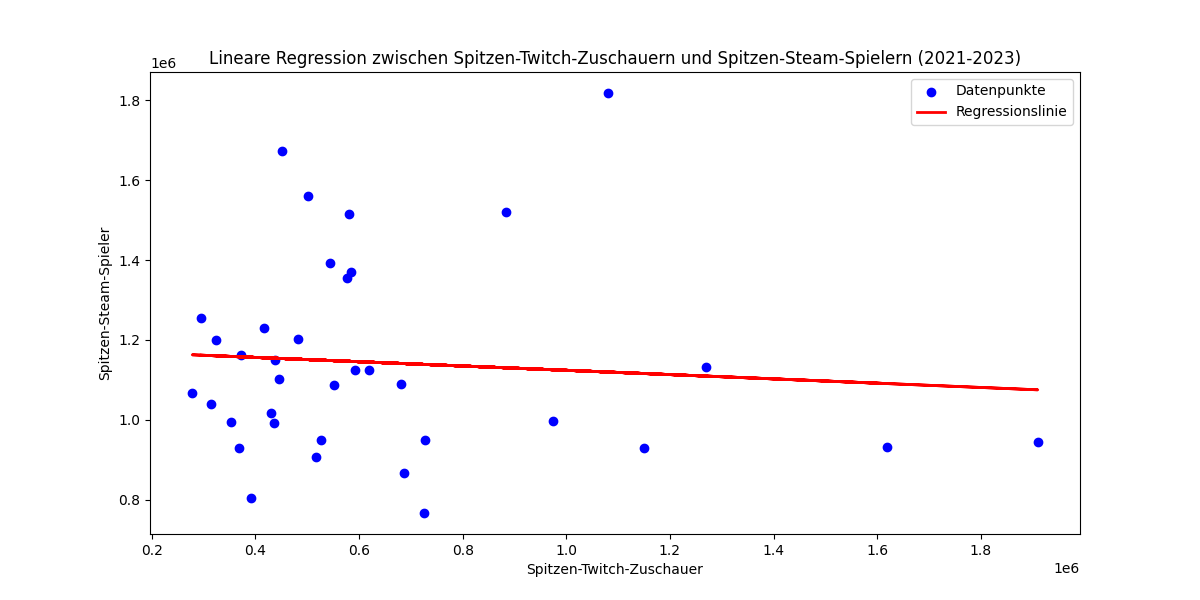 Lineare Regression zwischen Spitzen-Twitch-Zuschauern und Spitzen-Steam-Spielern (2021-2023)
1e6
Datenpunkte
Regressionslinie
1.8
1.6
1.4
1.2
1.0
0.8
Spitzen-Steam-Spieler
0.2 0.4 0.6 0.8 1.0 1.2 1.4 1.6 1.8
Spitzen-Twitch-Zuschauer
1e6